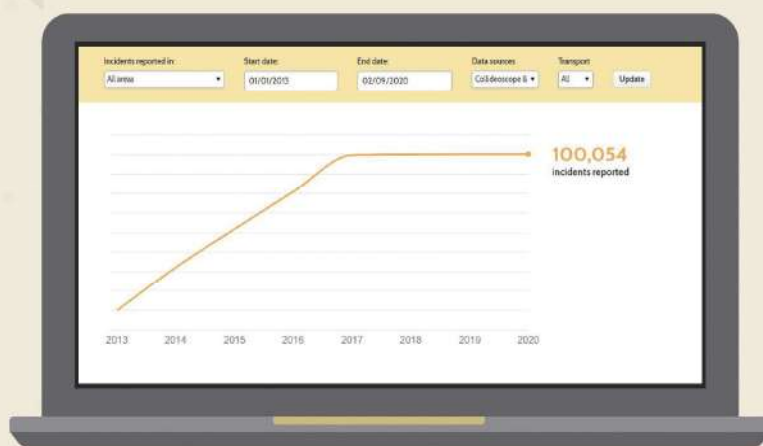 Incidents reported in: Start date: End date: Data sources Transport
All areas 01/01/2013 02/09/2020 Collideoscope & All Update
100,054
incidents reported
2013 2014 2015 2016 2017 2018 2019 2020